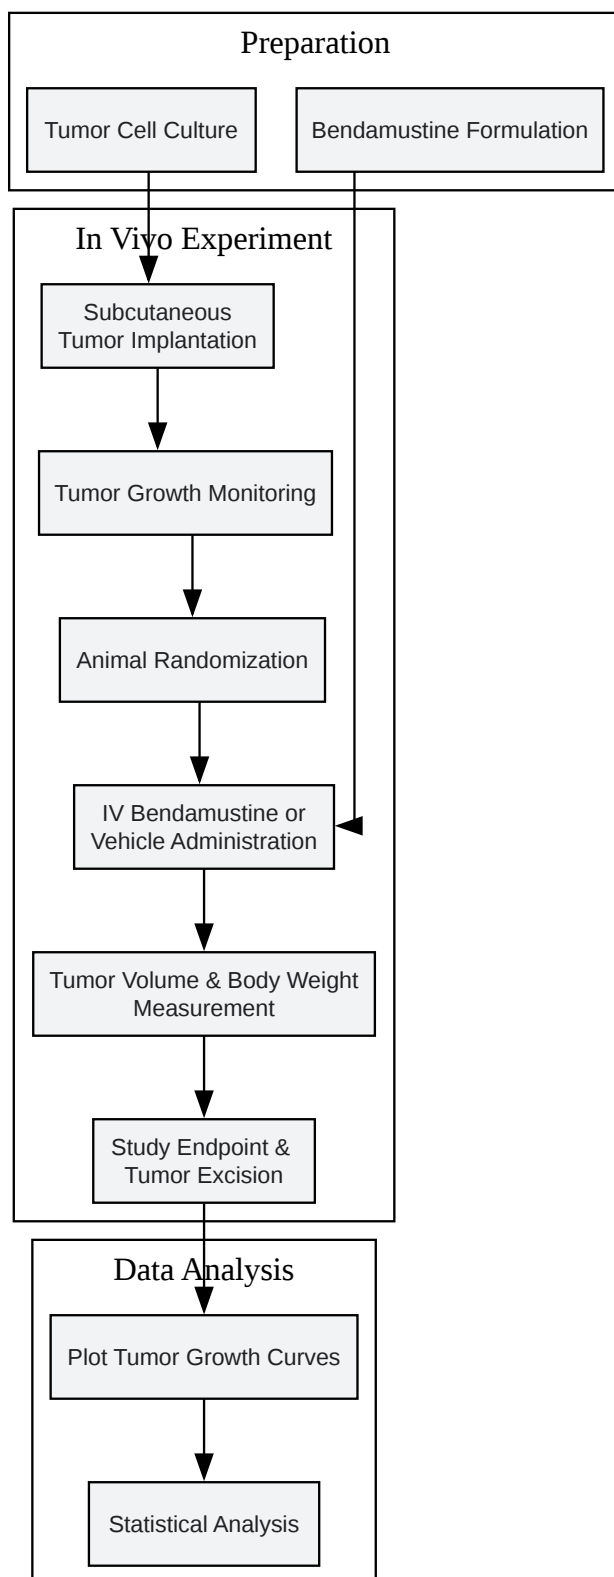 Preparation
Tumor Cell Culture
Bendamustine Formulation
In Vivo Experiment
Subcutaneous
Tumor Implantation
Tumor Growth Monitoring
Animal Randomization
IV Bendamustine or
Vehicle Administration
Tumor Volume & Body Weight
Measurement
Study Endpoint &
Tumor Excision
Data Analysis
Plot Tumor Growth Curves
Statistical Analysis